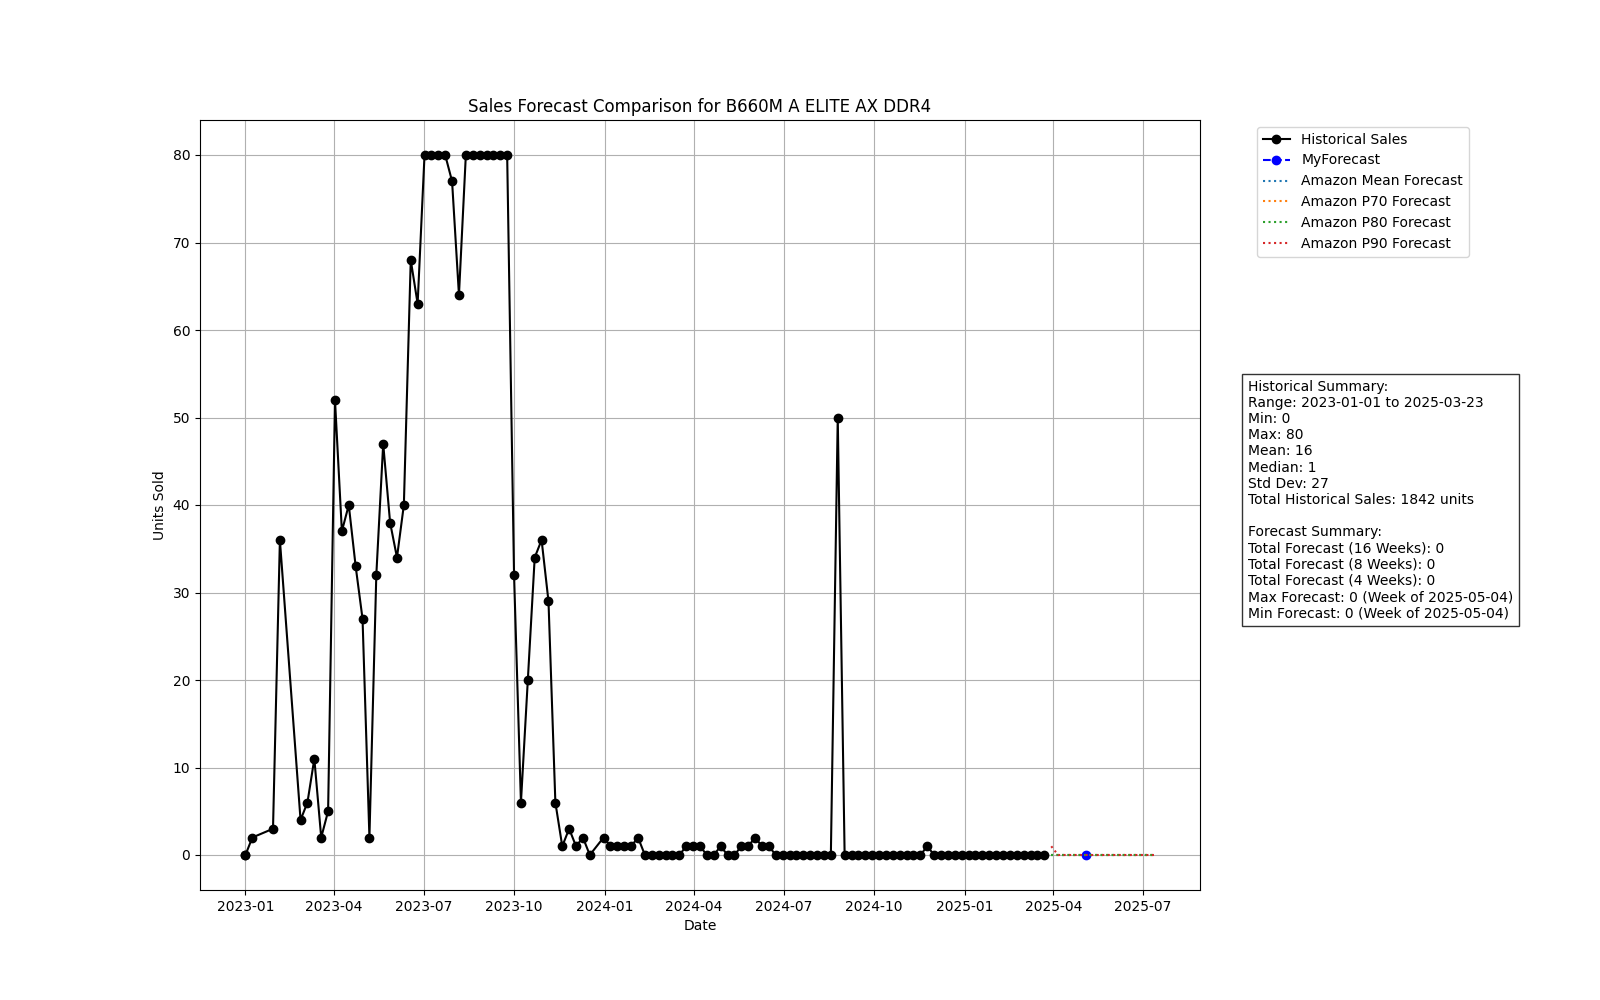 Sales Forecast Comparison for B660M A ELITE AX DDR4
80
70
60
50
40
30
20
10
0
Units Sold
2023-01 2023-04 2023-07 2023-10 2024-01 2024-04 2024-07 2024-10 2025-01 2025-04 2025-07
Date
Historical Sales
MyForecast
Amazon Mean Forecast
Amazon P70 Forecast
Amazon P80 Forecast
Amazon P90 Forecast
Historical Summary:
Range: 2023-01-01 to 2025-03-23
Min: 0
Max: 80
Mean: 16
Median: 1
Std Dev: 27
Total Historical Sales: 1842 units
Forecast Summary:
Total Forecast (16 Weeks): 0
Total Forecast (8 Weeks): 0
Total Forecast (4 Weeks): 0
Max Forecast: 0 (Week of 2025-05-04)
Min Forecast: 0 (Week of 2025-05-04)